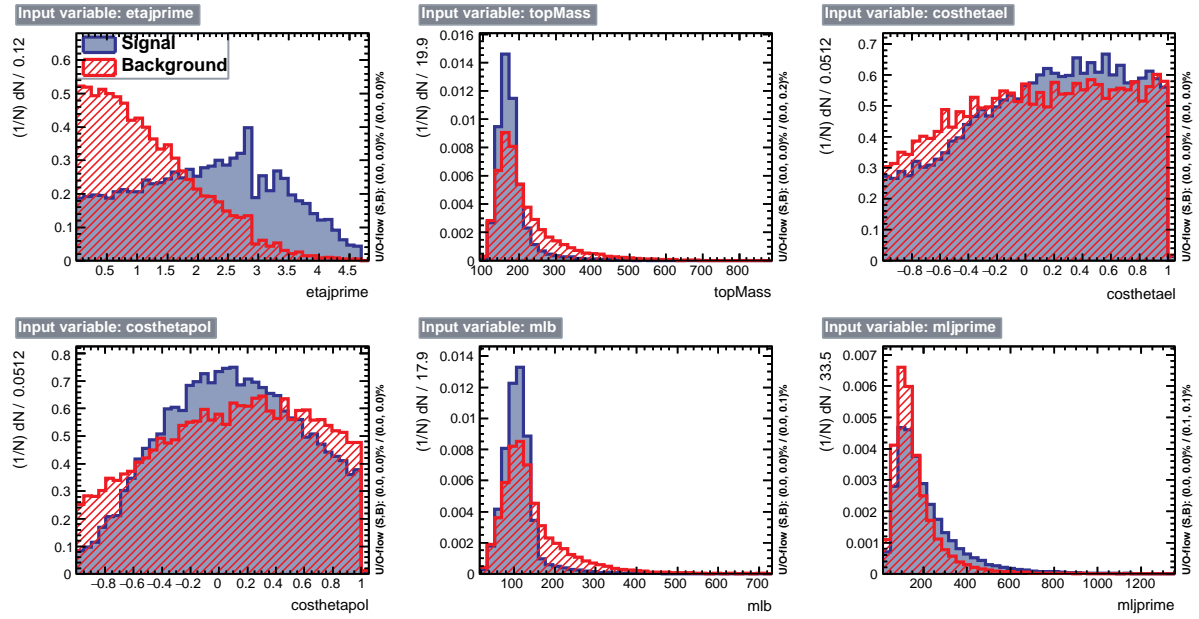 Input variable: etajprime
(1/N) dN / 0.12
0 0.1 0.2 0.3 0.4 0.5 0.6
Signal
Background
0.5 1 1.5 2 2.5 3 3.5 4 4.5
etajprime
U/O-flow (S,B): (0.0, 0.0)% / (0.0, 0.0)%
Input variable: topMass
(1/N) dN / 19.9
0 0.002 0.004 0.006 0.008 0.01 0.012 0.014 0.016
100 200 300 400 500 600 700 800
topMass
U/O-flow (S,B): (0.0, 0.0)% / (0.0, 0.2)%
Input variable: costhetael
(1/N) dN / 0.0512
0 0.1 0.2 0.3 0.4 0.5 0.6 0.7
−0.8 −0.6 −0.4 −0.2 0 0.2 0.4 0.6 0.8 1
costhetael
U/O-flow (S,B): (0.0, 0.0)% / (0.0, 0.0)%
Input variable: costhetapol
(1/N) dN / 0.0512
0 0.1 0.2 0.3 0.4 0.5 0.6 0.7 0.8
−0.8 −0.6 −0.4 −0.2 0 0.2 0.4 0.6 0.8 1
costhetapol
U/O-flow (S,B): (0.0, 0.0)% / (0.0, 0.0)%
Input variable: mlb
(1/N) dN / 17.9
0 0.002 0.004 0.006 0.008 0.01 0.012 0.014
100 200 300 400 500 600 700
mlb
U/O-flow (S,B): (0.0, 0.0)% / (0.0, 0.1)%
Input variable: mljprime
(1/N) dN / 33.5
0 0.001 0.002 0.003 0.004 0.005 0.006 0.007
200 400 600 800 1000 1200
mljprime
U/O-flow (S,B): (0.0, 0.0)% / (0.1, 0.1)%